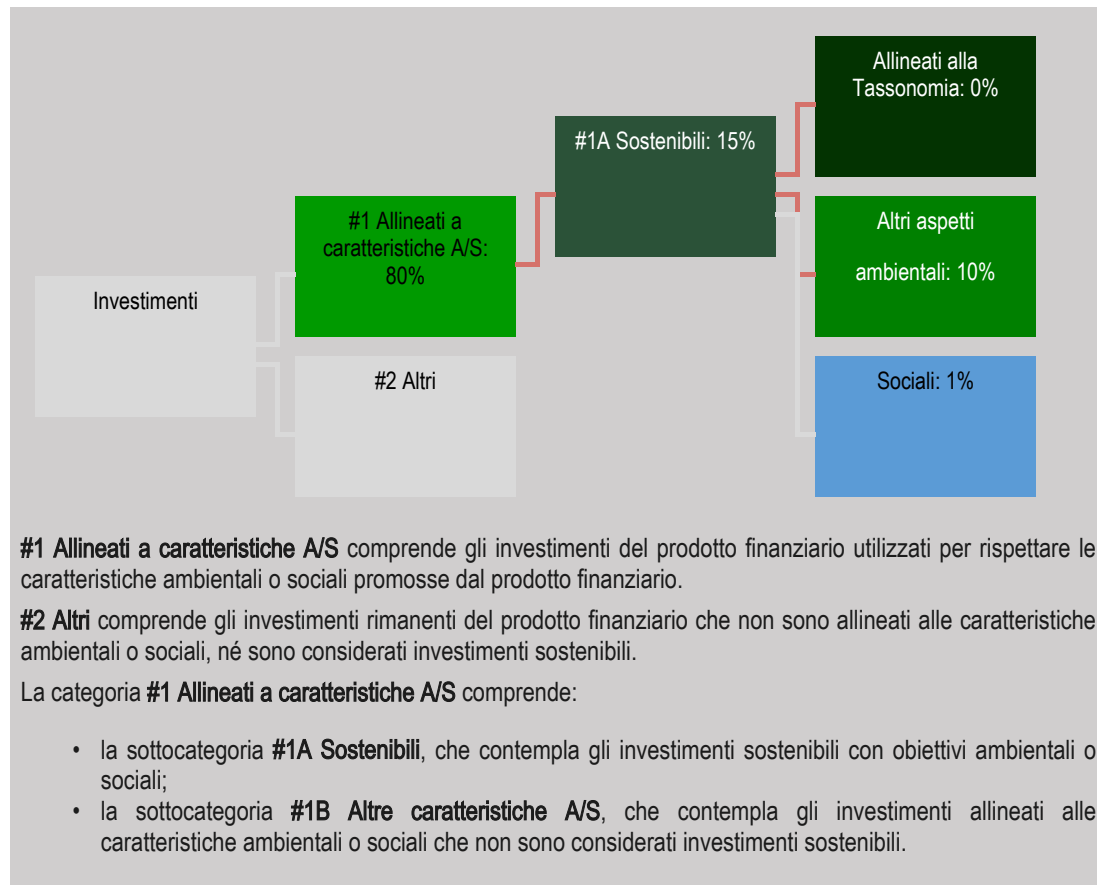 Allineati alla
Tassonomia: 0%
#1A Sostenibili: 15%
#1 Allineati a
caratteristiche A/S:
80%
Altri aspetti
ambientali: 10%
Investimenti
#2 Altri
Sociali: 1%
#1 Allineati a caratteristiche A/S comprende gli investimenti del prodotto finanziario utilizzati per rispettare le
caratteristiche ambientali o sociali promosse dal prodotto finanziario.
#2 Altri comprende gli investimenti rimanenti del prodotto finanziario che non sono allineati alle caratteristiche
ambientali o sociali, né sono considerati investimenti sostenibili.
La categoria #1 Allineati a caratteristiche A/S comprende:
• la sottocategoria #1A Sostenibili, che contempla gli investimenti sostenibili con obiettivi ambientali o
sociali;
• la sottocategoria #1B Altre caratteristiche A/S, che contempla gli investimenti allineati alle
caratteristiche ambientali o sociali che non sono considerati investimenti sostenibili.